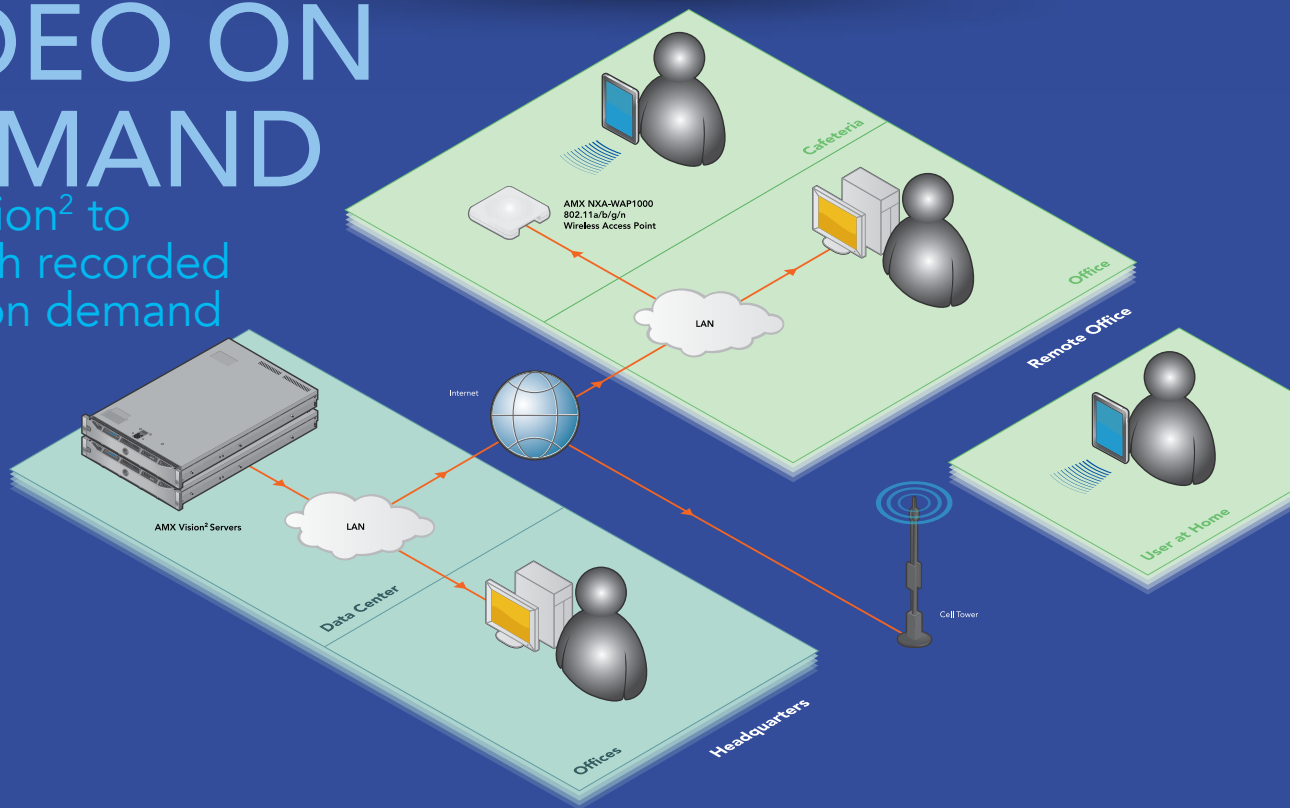 DEO ON
MAND
ion² to
h recorded
on demand
Cafeteria
AMX NXA-WAP1000
802.11a/b/g/n
Wireless Access Point
Office
LAN
Remote Office
Internet
AMX Vision² Servers
LAN
User at Home
Data Center
Cell Tower
Headquarters
Offices